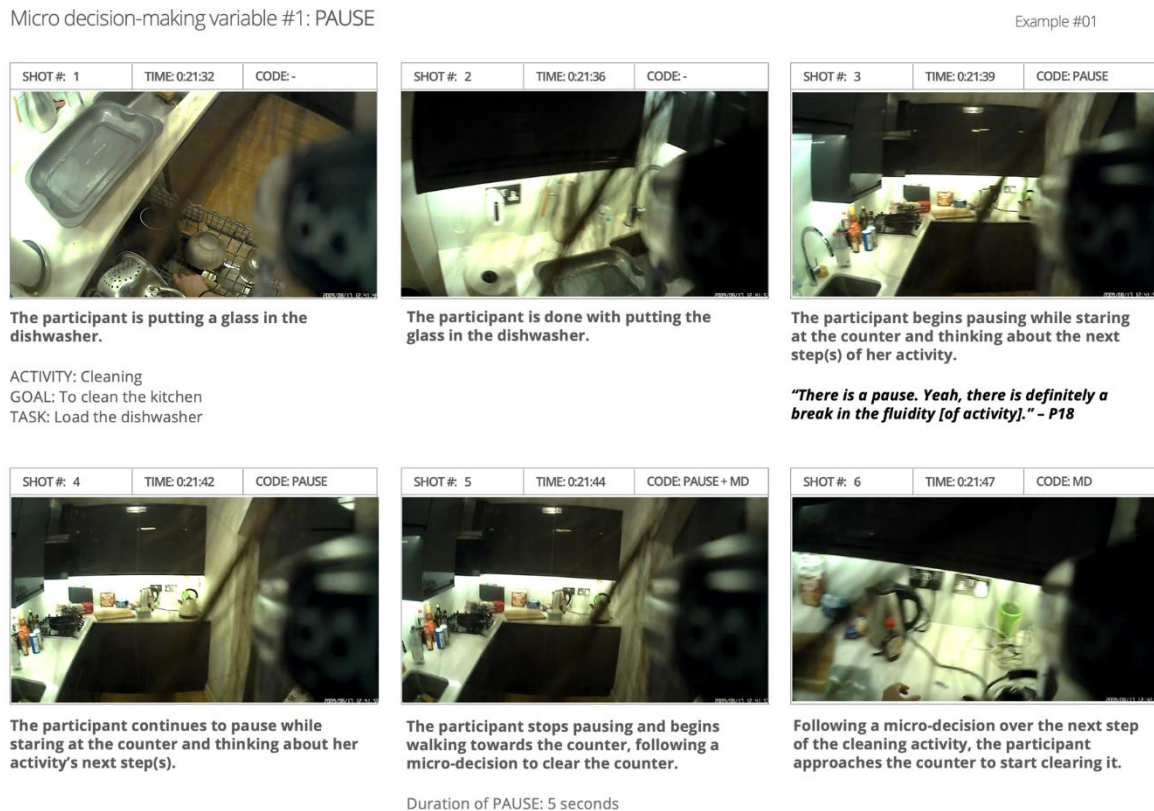 Micro decision-making variable #1: PAUSE
Example #01
SHOT #: 1 TIME: 0:21:32 CODE: -
SHOT #: 2 TIME: 0:21:36 CODE: -
SHOT #: 3 TIME: 0:21:39 CODE: PAUSE
The participant is putting a glass in the
dishwasher.
ACTIVITY: Cleaning
GOAL: To clean the kitchen
TASK: Load the dishwasher
The participant is done with putting the
glass in the dishwasher.
The participant begins pausing while staring
at the counter and thinking about the next
step(s) of her activity.
“There is a pause. Yeah, there is definitely a
break in the fluidity [of activity].” – P18
SHOT #: 4 TIME: 0:21:42 CODE: PAUSE
SHOT #: 5 TIME: 0:21:44 CODE: PAUSE + MD
SHOT #: 6 TIME: 0:21:47 CODE: MD
The participant continues to pause while
staring at the counter and thinking about her
activity’s next step(s).
The participant stops pausing and begins
walking towards the counter, following a
micro-decision to clear the counter.
Duration of PAUSE: 5 seconds
Following a micro-decision over the next step
of the cleaning activity, the participant
approaches the counter to start clearing it.